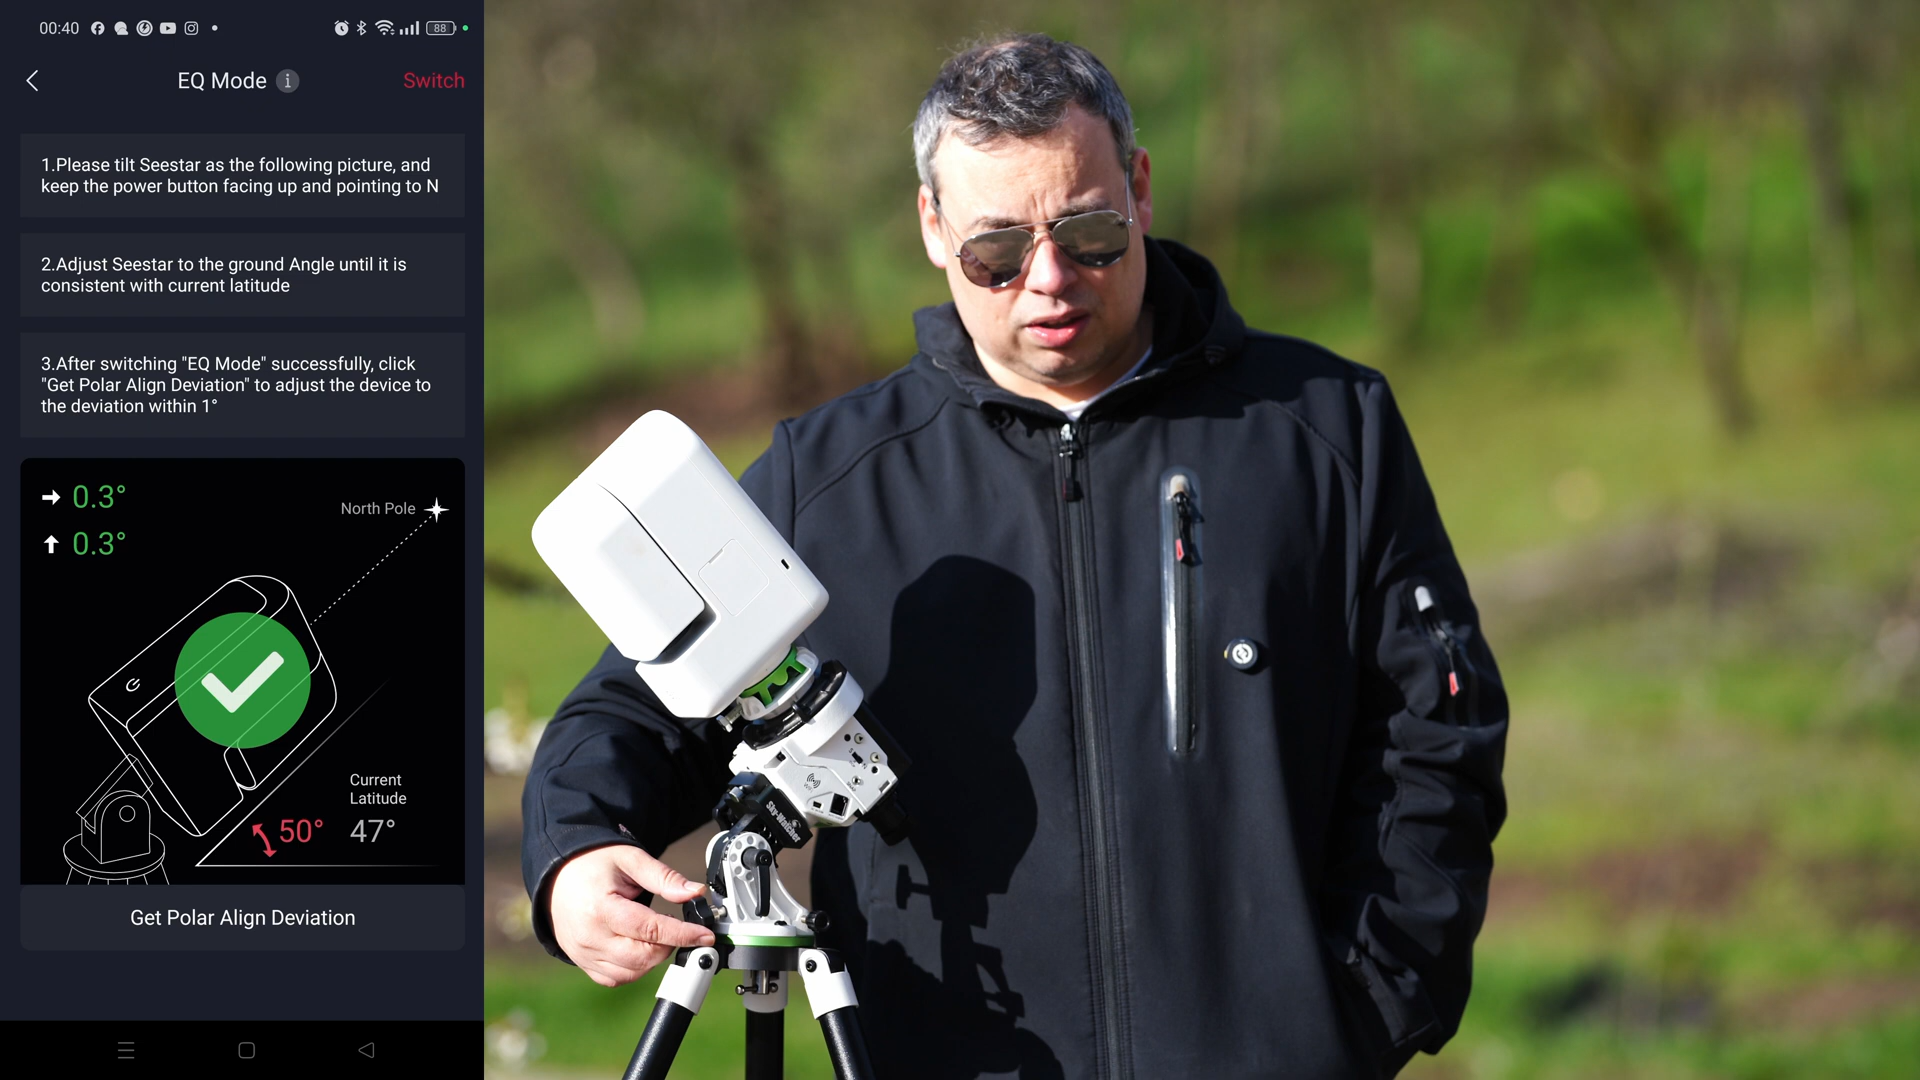 00:40
88
EQ Mode i
Switch
1.Please tilt Seestar as the following picture, and
keep the power button facing up and pointing to N
2.Adjust Seestar to the ground Angle until it is
consistent with current latitude
3.After switching "EQ Mode" successfully, click
"Get Polar Align Deviation" to adjust the device to
the deviation within 1°
→ 0.3°
North Pole
↑ 0.3°
Current
Latitude
50° 47°
Get Polar Align Deviation
Sky-Watcher